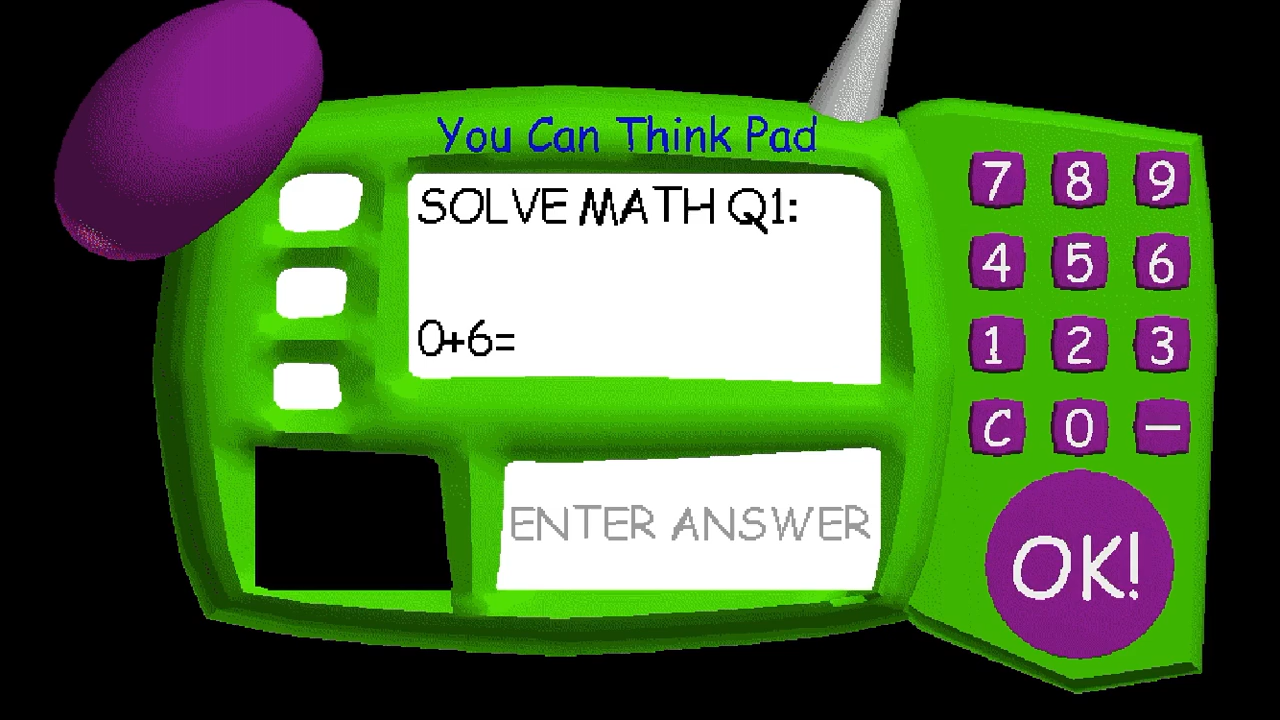 You Can Think Pad
SOLVE MATH Q1:
0+6=
ENTER ANSWER
7 8 9
4 5 6
1 2 3
C 0 −
OK!